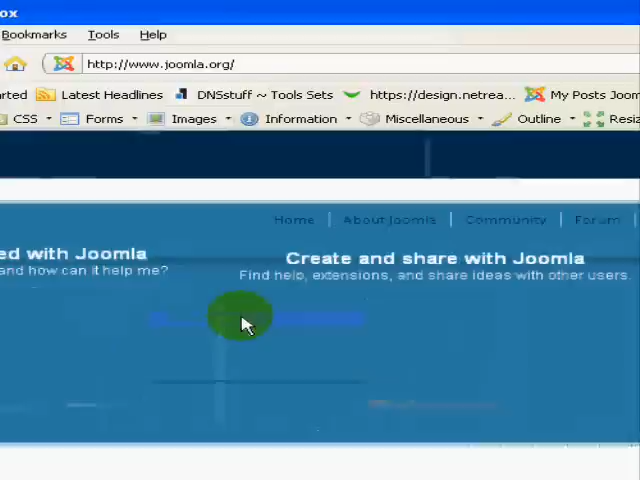 ox
Bookmarks Tools Help
http://www.joomla.org/
rted Latest Headlines DNSstuff ~ Tools Sets https://design.netrea... My Posts Joom
CSS Forms Images Information Miscellaneous Outline Resiz
Home About Joomla Community Forum
ed with Joomla
and how can it help me?
Create and share with Joomla
Find help, extensions, and share ideas with other users.